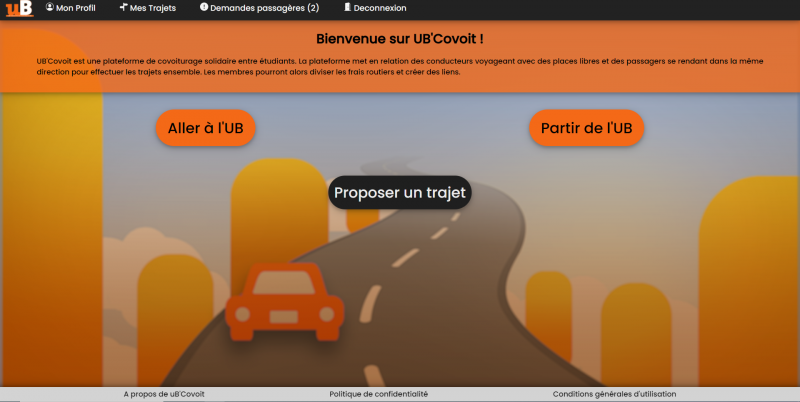 uB Mon Profil Mes Trajets Demandes passagères (2) Deconnexion
Bienvenue sur UB'Covoit !
UB'Covoit est une plateforme de covoiturage solidaire entre étudiants. La plateforme met en relation des conducteurs voyageant avec des places libres et des passagers se rendant dans la même
direction pour effectuer les trajets ensemble. Les membres pourront alors diviser les frais routiers et créer des liens.
Aller à l'UB
Partir de l'UB
Proposer un trajet
A propos de uB'Covoit Politique de confidentialité Conditions générales d'utilisation